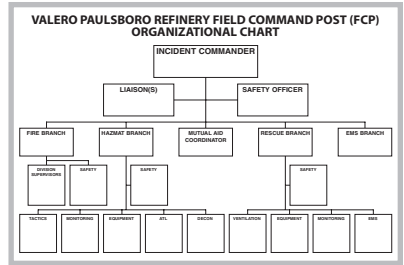 VALERO PAULSBORO REFINERY FIELD COMMAND POST (FCP)
ORGANIZATIONAL CHART
INCIDENT COMMANDER
LIAISON(S)
SAFETY OFFICER
FIRE BRANCH
HAZMAT BRANCH
MUTUAL AID
COORDINATOR
RESCUE BRANCH
EMS BRANCH
DIVISION
SUPERVISORS
SAFETY
SAFETY
SAFETY
TACTICS
MONITORING
EQUIPMENT
ATL
DECON
VENTILATION
EQUIPMENT
MONITORING
EMS